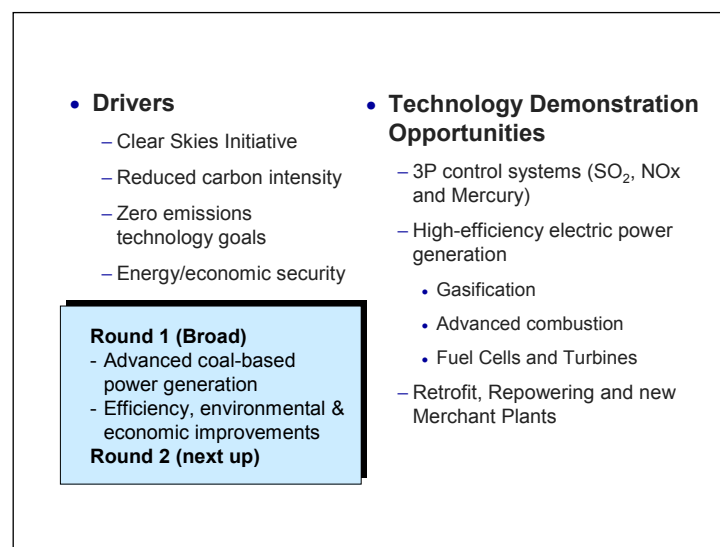 • Drivers
– Clear Skies Initiative
– Reduced carbon intensity
– Zero emissions
technology goals
– Energy/economic security
Round 1 (Broad)
- Advanced coal-based
power generation
- Efficiency, environmental &
economic improvements
Round 2 (next up)
• Technology Demonstration
Opportunities
– 3P control systems (SO₂, NOx
and Mercury)
– High-efficiency electric power
generation
• Gasification
• Advanced combustion
• Fuel Cells and Turbines
– Retrofit, Repowering and new
Merchant Plants